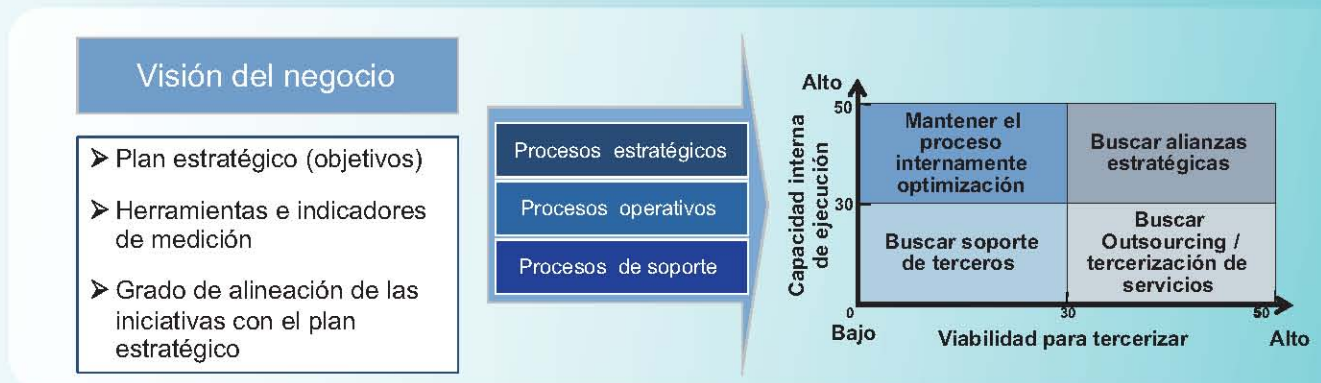 Visión del negocio
➢ Plan estratégico (objetivos)
➢ Herramientas e indicadores
de medición
➢ Grado de alineación de las
iniciativas con el plan
estratégico
Procesos estratégicos
Procesos operativos
Procesos de soporte
Capacidad interna
de ejecución
Alto
50
30
0
Mantener el
proceso
internamente
optimización
Buscar alianzas
estratégicas
Buscar soporte
de terceros
Buscar
Outsourcing /
tercerización de
servicios
30
50
Bajo
Viabilidad para tercerizar
Alto